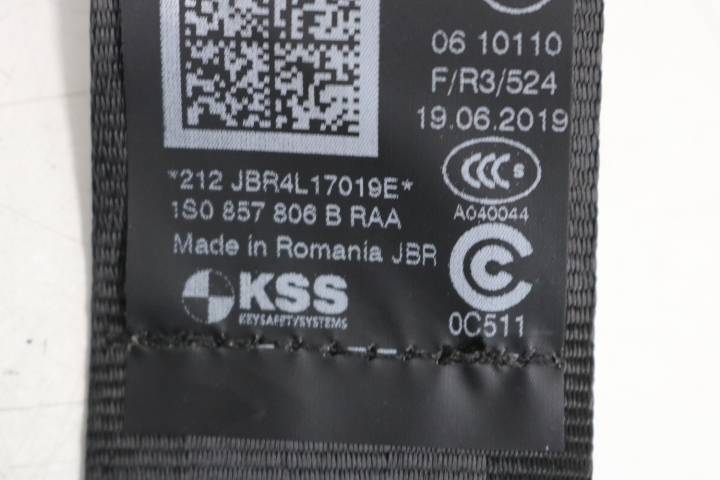 06 10110
F/R3/524
19.06.2019
*212 JBR4L17019E*
CCC S
1S0 857 806 B RAA
A040044
Made in Romania JBR
C
KSS
KEYSAFETYSYSTEMS
0C511